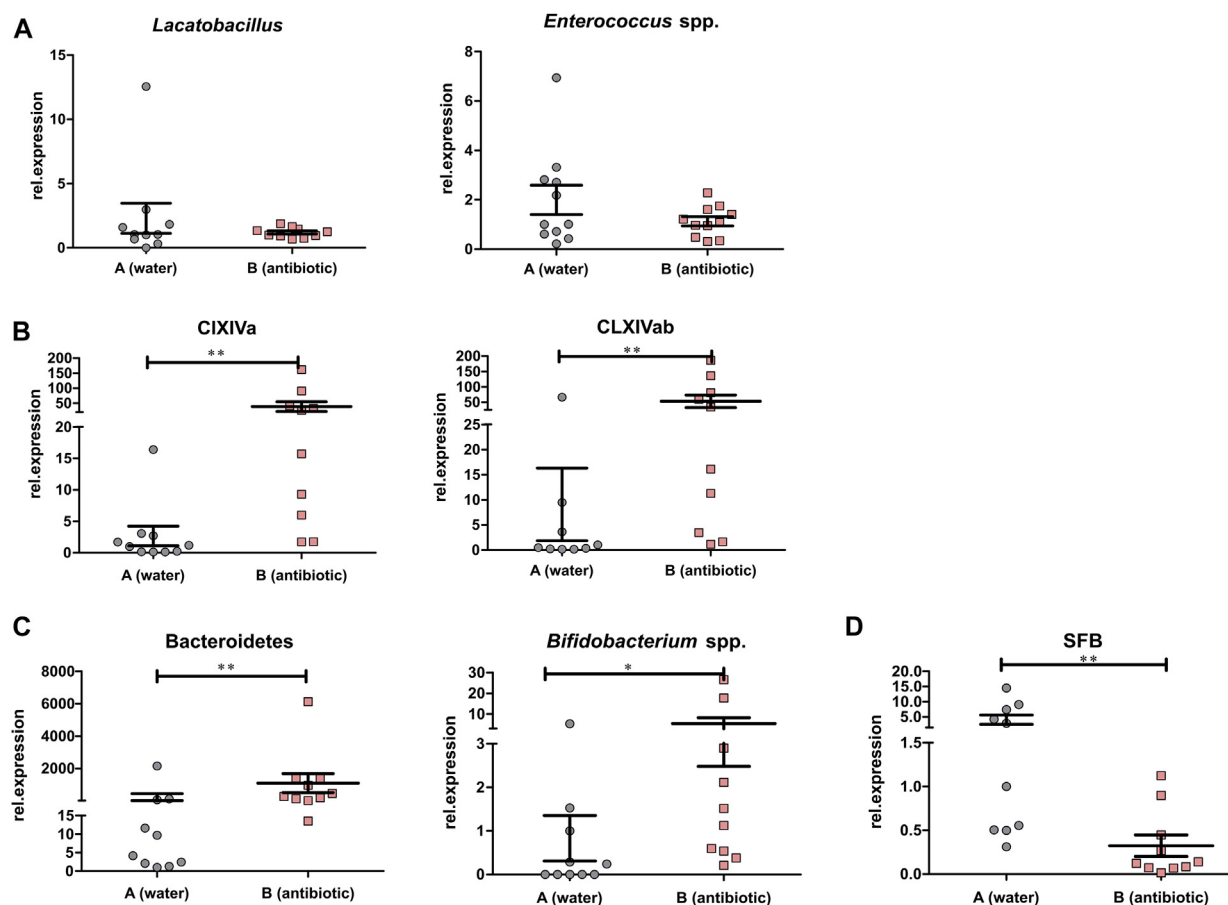 A
Lacatobacillus
Enterococcus spp.
rel.expression
15
10
5
0
A (water)
B (antibiotic)
rel.expression
8
6
4
2
0
A (water)
B (antibiotic)
B
CIXIVa
CLXIVab
**
rel.expression
200
150
100
50
20
15
10
5
0
A (water)
B (antibiotic)
**
rel.expression
200
150
100
50
25
20
15
10
5
0
A (water)
B (antibiotic)
C
Bacteroidetes
Bifidobacterium spp.
D
SFB
**
rel.expression
8000
6000
4000
2000
15
10
5
0
A (water)
B (antibiotic)
*
rel.expression
30
20
10
3
2
1
0
A (water)
B (antibiotic)
**
rel.expression
20.0
15.0
10.0
5.0
1.5
1.0
0.5
0.0
A (water)
B (antibiotic)